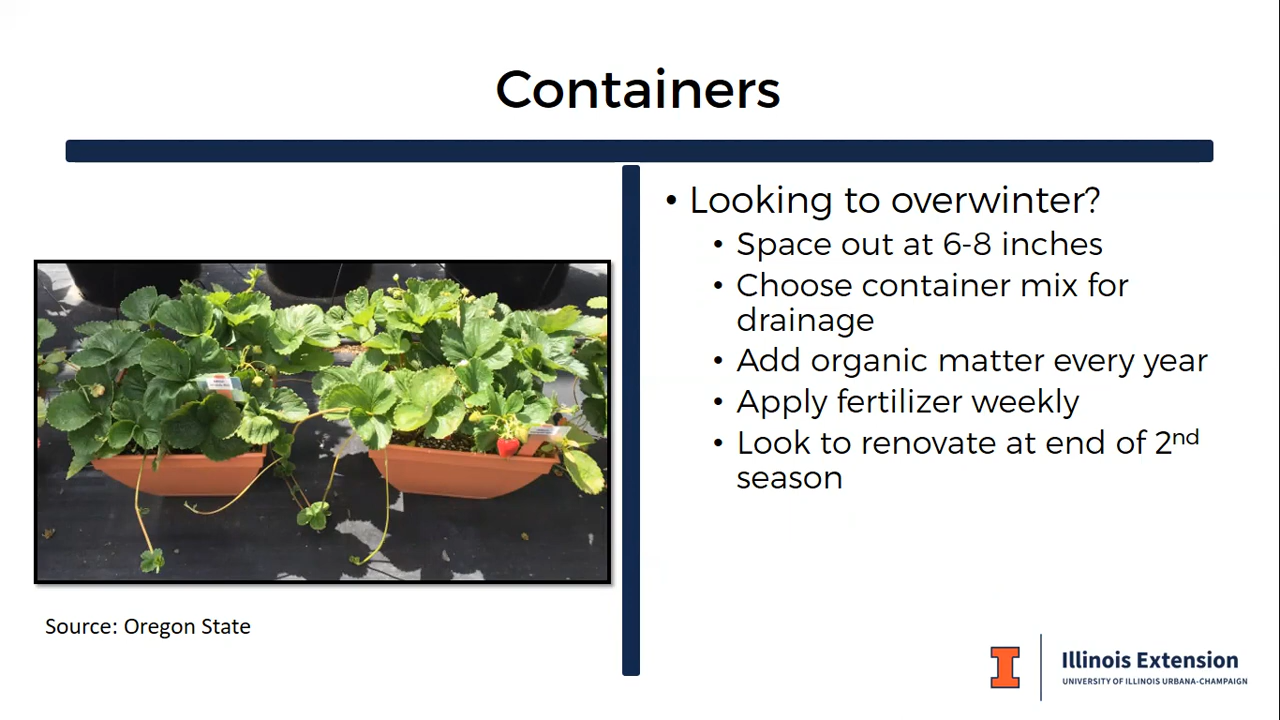 Containers
• Looking to overwinter?
• Space out at 6-8 inches
• Choose container mix for
drainage
• Add organic matter every year
• Apply fertilizer weekly
• Look to renovate at end of 2nd
season
Source: Oregon State
Illinois Extension
UNIVERSITY OF ILLINOIS URBANA-CHAMPAIGN